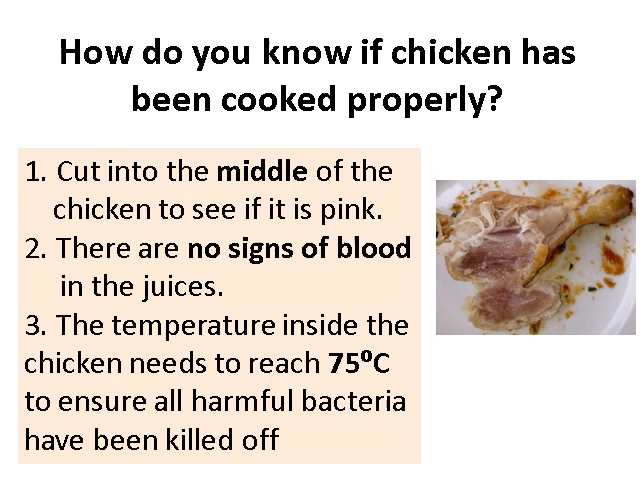 How do you know if chicken has
been cooked properly?
1. Cut into the middle of the
chicken to see if it is pink.
2. There are no signs of blood
in the juices.
3. The temperature inside the
chicken needs to reach 75⁰C
to ensure all harmful bacteria
have been killed off